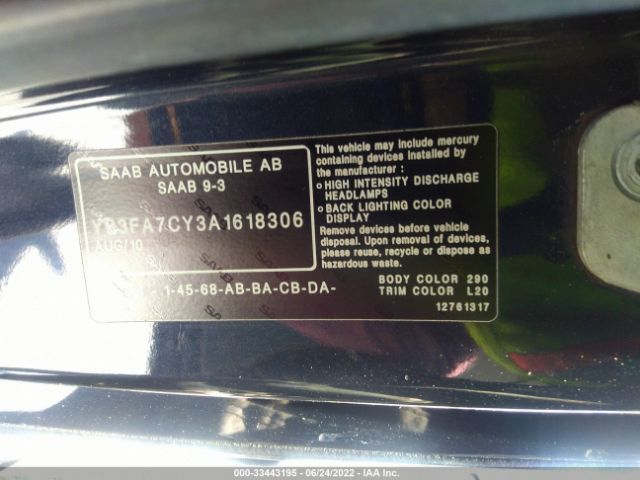 SAAB AUTOMOBILE AB
SAAB 9-3
YS3FA7CY3A1618306
AUG/10
1-45-68-AB-BA-CB-DA-
This vehicle may include mercury
containing devices installed by
the manufacturer :
o HIGH INTENSITY DISCHARGE
HEADLAMPS
o BACK LIGHTING COLOR
DISPLAY
Remove devices before vehicle
disposal. Upon removal of devices,
please reuse, recycle or dispose as
hazardous waste.
BODY COLOR 290
TRIM COLOR L20
12761317
000-33443195 - 06/24/2022 - IAA Inc.